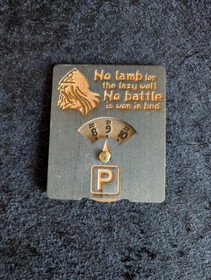 No lamb for
the lazy wolf
No battle
is won in bed
8 9 10
P